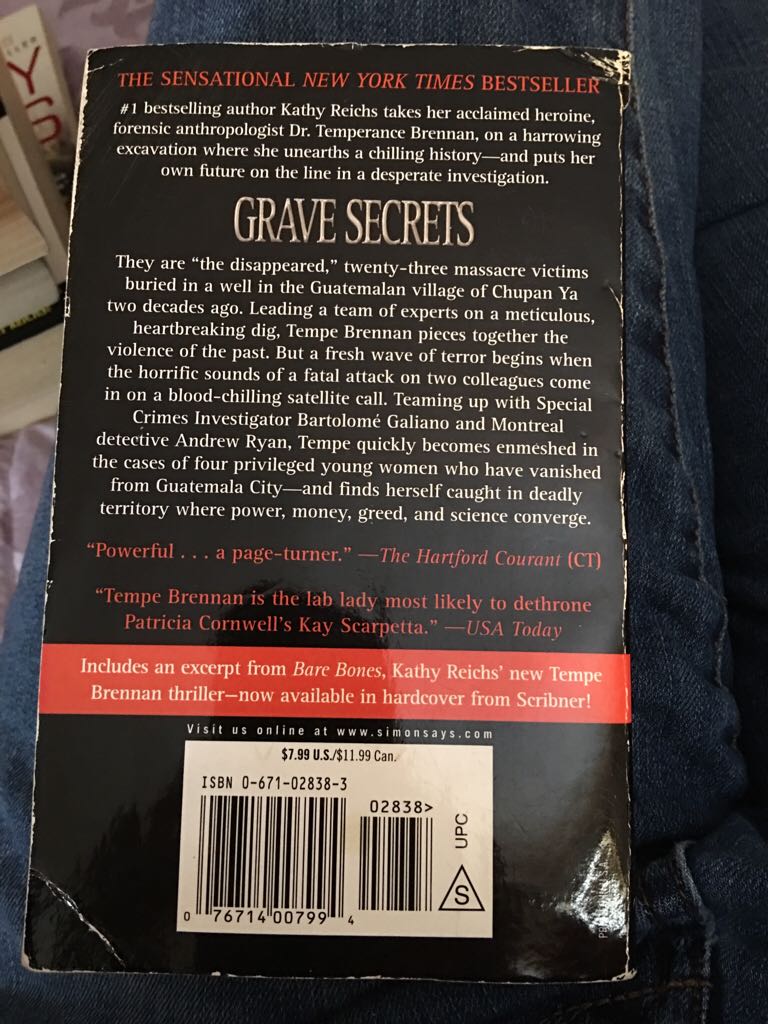 THE SENSATIONAL NEW YORK TIMES BESTSELLER
#1 bestselling author Kathy Reichs takes her acclaimed heroine,
forensic anthropologist Dr. Temperance Brennan, on a harrowing
excavation where she unearths a chilling history—and puts her
own future on the line in a desperate investigation.
GRAVE SECRETS
They are “the disappeared,” twenty-three massacre victims
buried in a well in the Guatemalan village of Chupan Ya
two decades ago. Leading a team of experts on a meticulous,
heartbreaking dig, Tempe Brennan pieces together the
violence of the past. But a fresh wave of terror begins when
the horrific sounds of a fatal attack on two colleagues come
in on a blood-chilling satellite call. Teaming up with Special
Crimes Investigator Bartolomé Galiano and Montreal
detective Andrew Ryan, Tempe quickly becomes enmeshed in
the cases of four privileged young women who have vanished
from Guatemala City—and finds herself caught in deadly
territory where power, money, greed, and science converge.
“Powerful . . . a page-turner.” —The Hartford Courant (CT)
“Tempe Brennan is the lab lady most likely to dethrone
Patricia Cornwell’s Kay Scarpetta.” —USA Today
Includes an excerpt from Bare Bones, Kathy Reichs’ new Tempe
Brennan thriller—now available in hardcover from Scribner!
Visit us online at www.simonsays.com
$7.99 U.S./$11.99 Can.
ISBN 0-671-02838-3
02838>
UPC
S
0 76714 00799 4